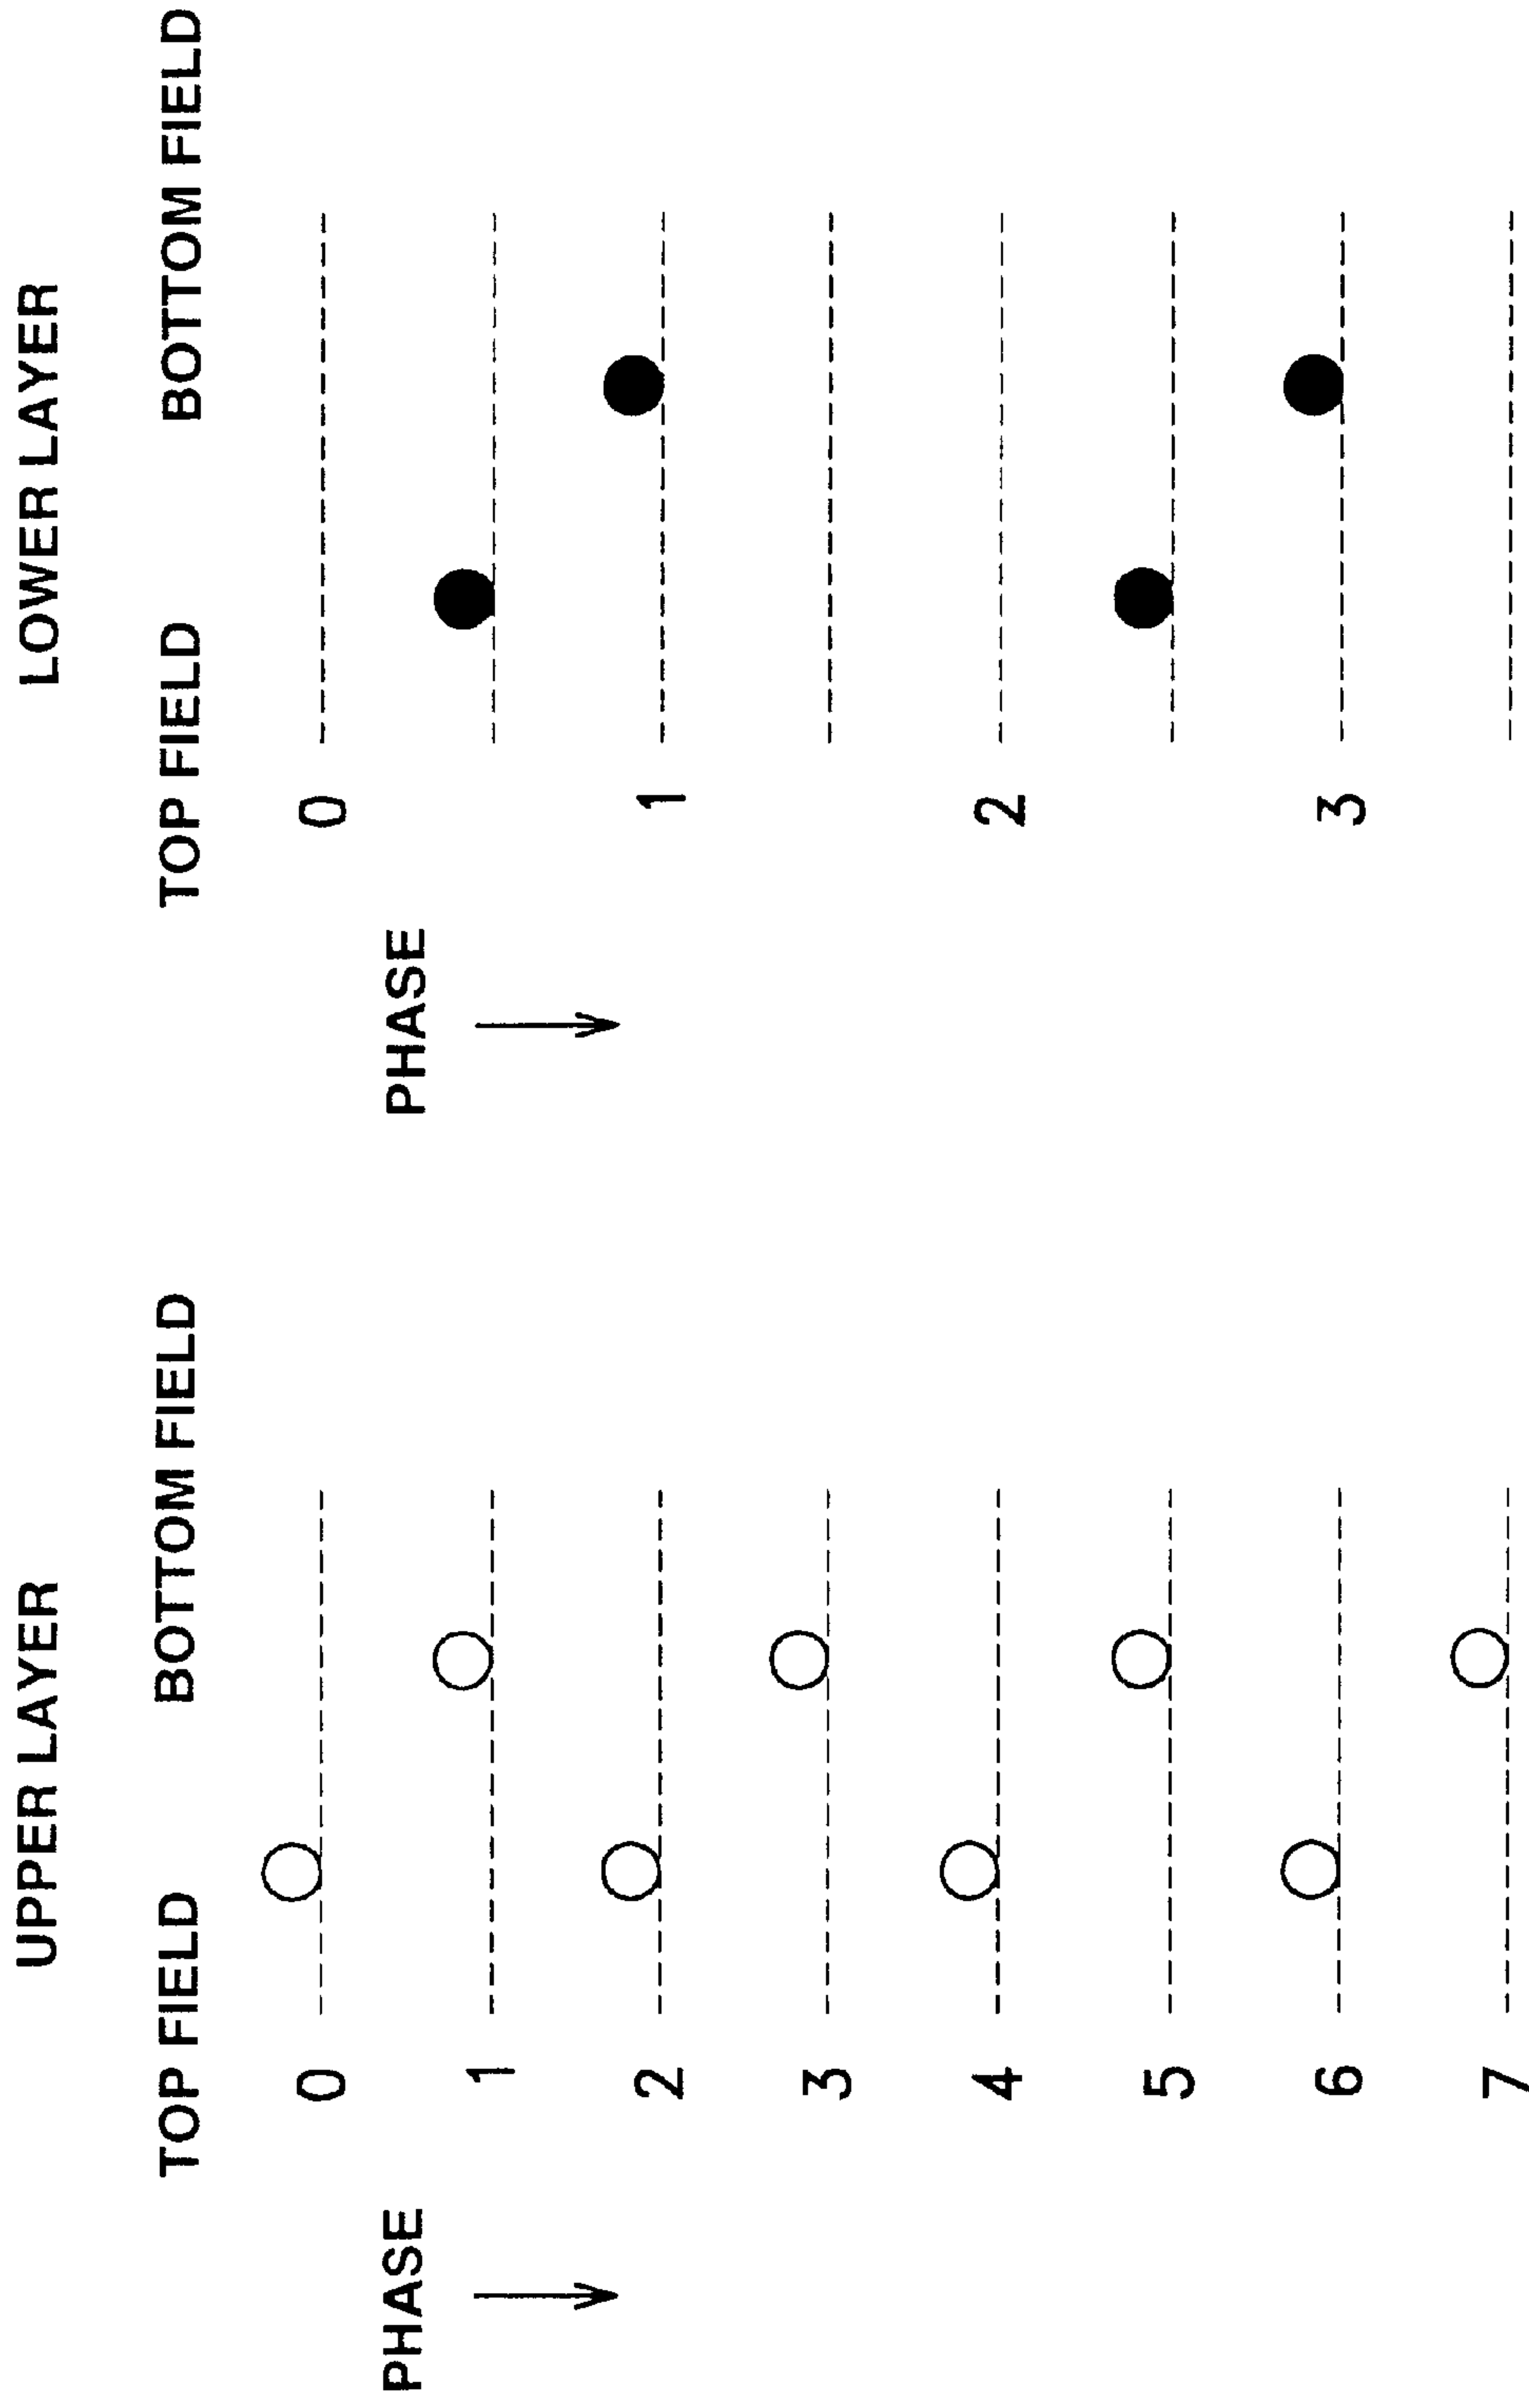 UPPER LAYER
TOP FIELD
BOTTOM FIELD
PHASE
0
1
2
3
4
5
6
7
LOWER LAYER
TOP FIELD
BOTTOM FIELD
PHASE
0
1
2
3